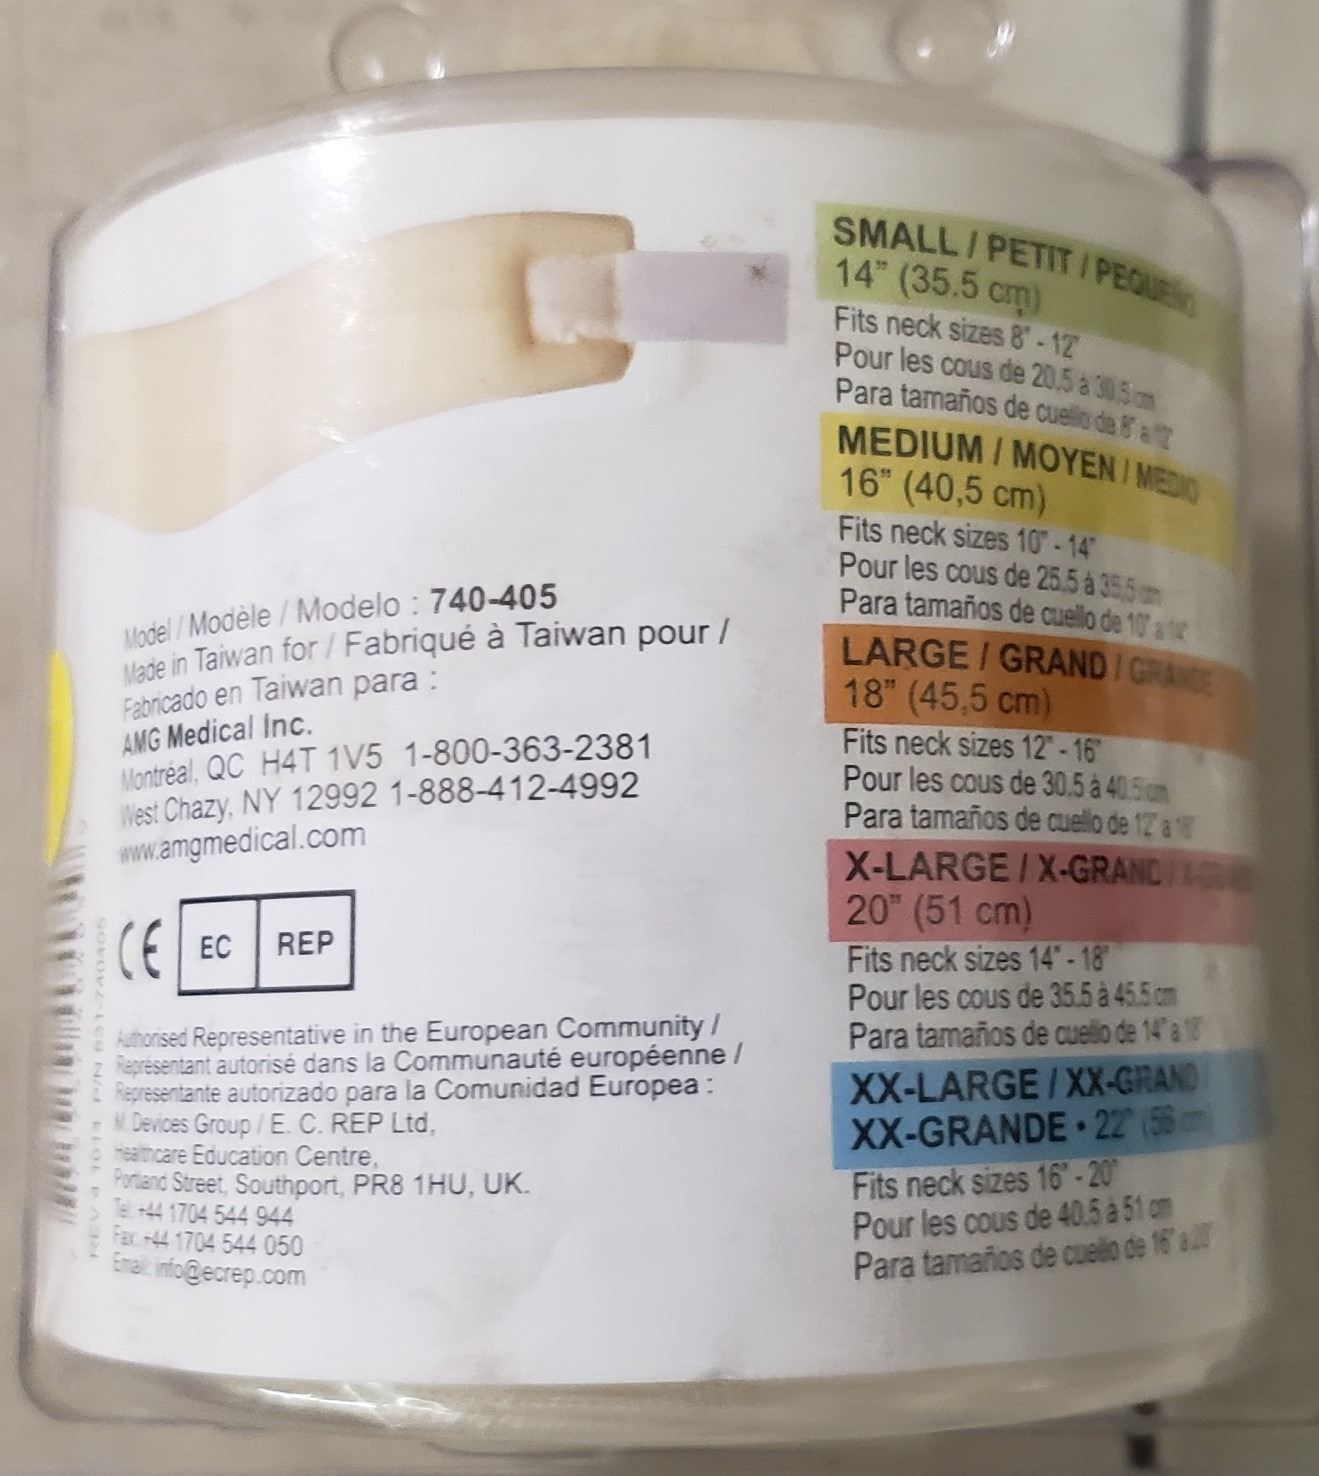 SMALL / PETIT / PEQUEÑO
14" (35.5 cm)
Fits neck sizes 8" - 12"
Pour les cous de 20,5 à 30,5 cm
Para tamaños de cuello de 8" a 12"
MEDIUM / MOYEN / MEDIO
16" (40,5 cm)
Fits neck sizes 10" - 14"
Pour les cous de 25.5 à 35,5 cm
Para tamaños de cuello de 10" a 14"
LARGE / GRAND / GRANDE
18" (45,5 cm)
Fits neck sizes 12" - 16"
Pour les cous de 30.5 à 40.5 cm
Para tamaños de cuello de 12" a
X-LARGE / X-GRAND /
20" (51 cm)
Fits neck sizes 14" - 18"
Pour les cous de 35.5 à 45.5 cm
Para tamaños de cuello de 14" a 18"
XX-LARGE / XX-GRAND /
XX-GRANDE • 22" (56 cm)
Fits neck sizes 16" - 20"
Pour les cous de 40.5 à 51 cm
Para tamaños de cuello de 16" a 20"
Model / Modèle / Modelo : 740-405
Made in Taiwan for / Fabriqué à Taiwan pour /
Fabricado en Taiwan para :
AMG Medical Inc.
Montréal, QC H4T 1V5 1-800-363-2381
West Chazy, NY 12992 1-888-412-4992
www.amgmedical.com
CE EC REP
Authorised Representative in the European Community /
Représentant autorisé dans la Communauté européenne /
Representante autorizado para la Comunidad Europea :
M. Devices Group / E. C. REP Ltd,
Healthcare Education Centre,
Portland Street, Southport, PR8 1HU, UK.
Tel: +44 1704 544 944
Fax: +44 1704 544 050
Email: info@ecrep.com